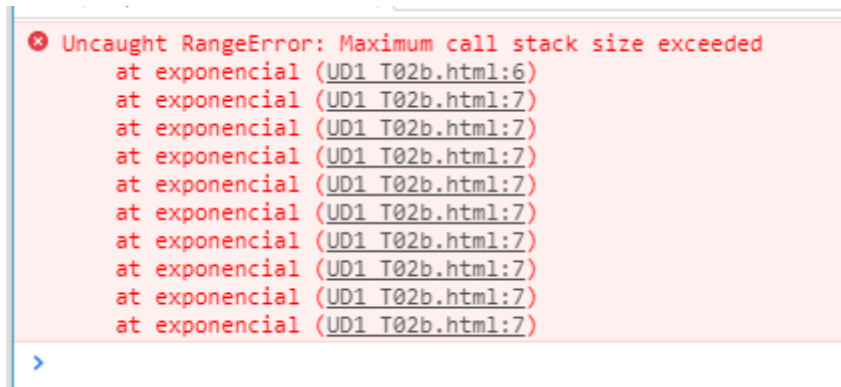 Uncaught RangeError: Maximum call stack size exceeded
at exponencial (UD1 T02b.html:6)
at exponencial (UD1 T02b.html:7)
at exponencial (UD1 T02b.html:7)
at exponencial (UD1 T02b.html:7)
at exponencial (UD1 T02b.html:7)
at exponencial (UD1 T02b.html:7)
at exponencial (UD1 T02b.html:7)
at exponencial (UD1 T02b.html:7)
at exponencial (UD1 T02b.html:7)
at exponencial (UD1 T02b.html:7)
>